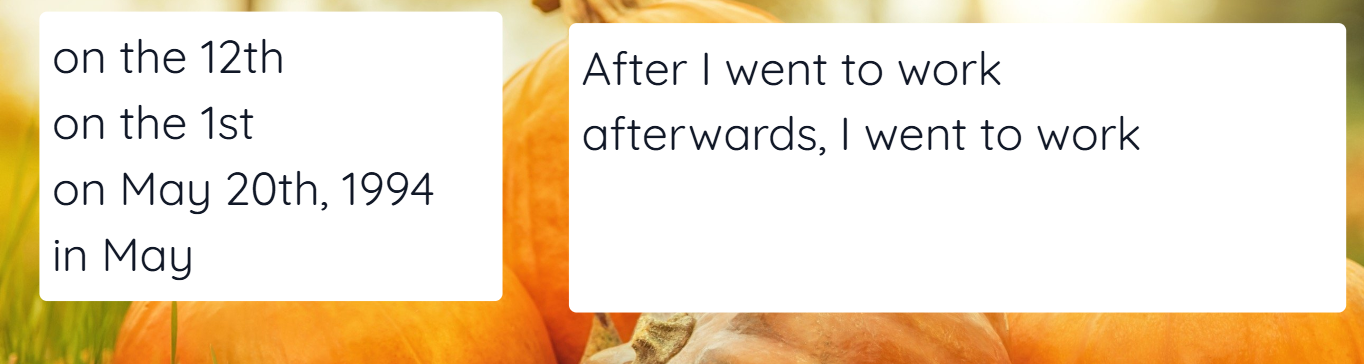 on the 12th
on the 1st
on May 20th, 1994
in May
After I went to work
afterwards, I went to work